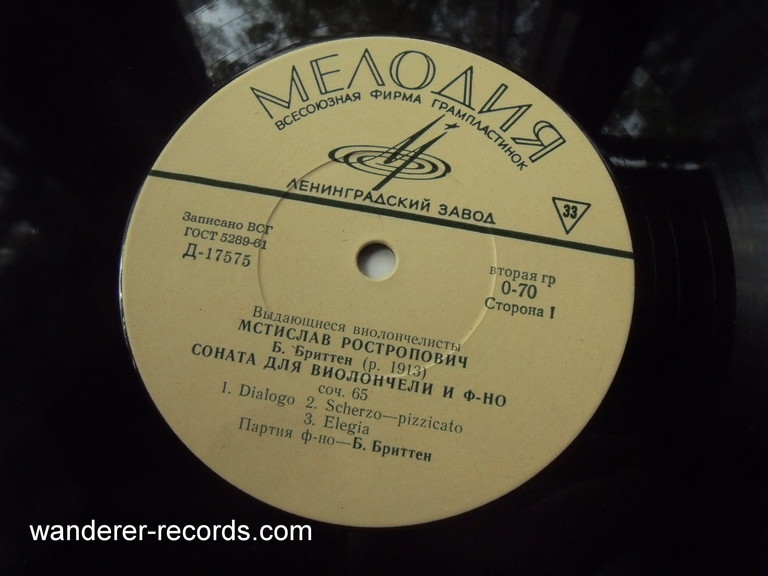 МЕЛОДИЯ
ВСЕСОЮЗНАЯ ФИРМА ГРАМПЛАСТИНОК
ЛЕНИНГРАДСКИЙ ЗАВОД
33
Записано ВСГ
ГОСТ 5289-61
Д-17575
вторая гр
0-70
Сторона 1
Выдающиеся виолончелисты
МСТИСЛАВ РОСТРОПОВИЧ
Б. Бриттен (р. 1913)
СОНАТА ДЛЯ ВИОЛОНЧЕЛИ И Ф-НО
соч. 65
1. Dialogo 2. Scherzo—pizzicato
3. Elegia
Партия ф-но—Б. Бриттен
wanderer-records.com